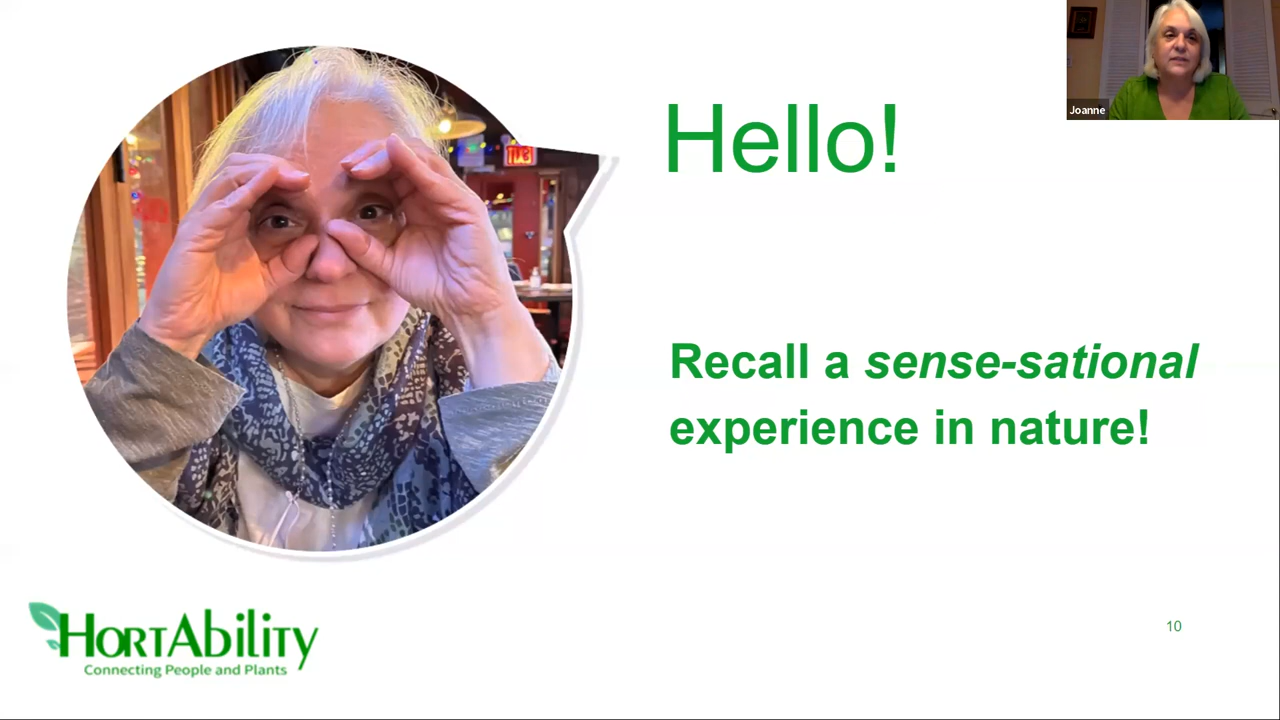 Joanne
Hello!
Recall a sense-sational
experience in nature!
HortAbility
Connecting People and Plants
10